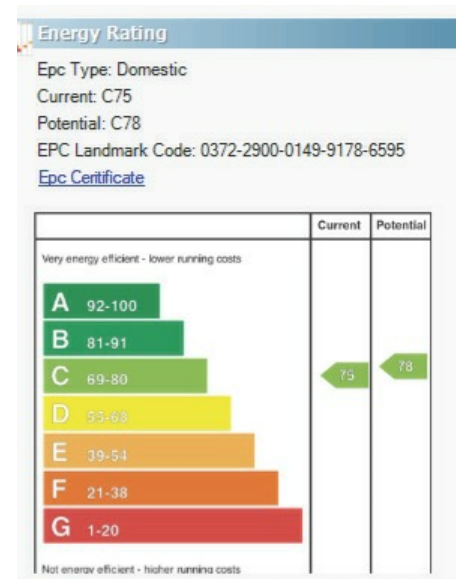 Energy Rating
Epc Type: Domestic
Current: C75
Potential: C78
EPC Landmark Code: 0372-2900-0149-9178-6595
Epc Ceritificate
Current Potential
Very energy efficient - lower running costs
A 92-100
B 81-91
C 69-80
75
78
D 55-68
E 39-54
F 21-38
G 1-20
Not energy efficient - higher running costs